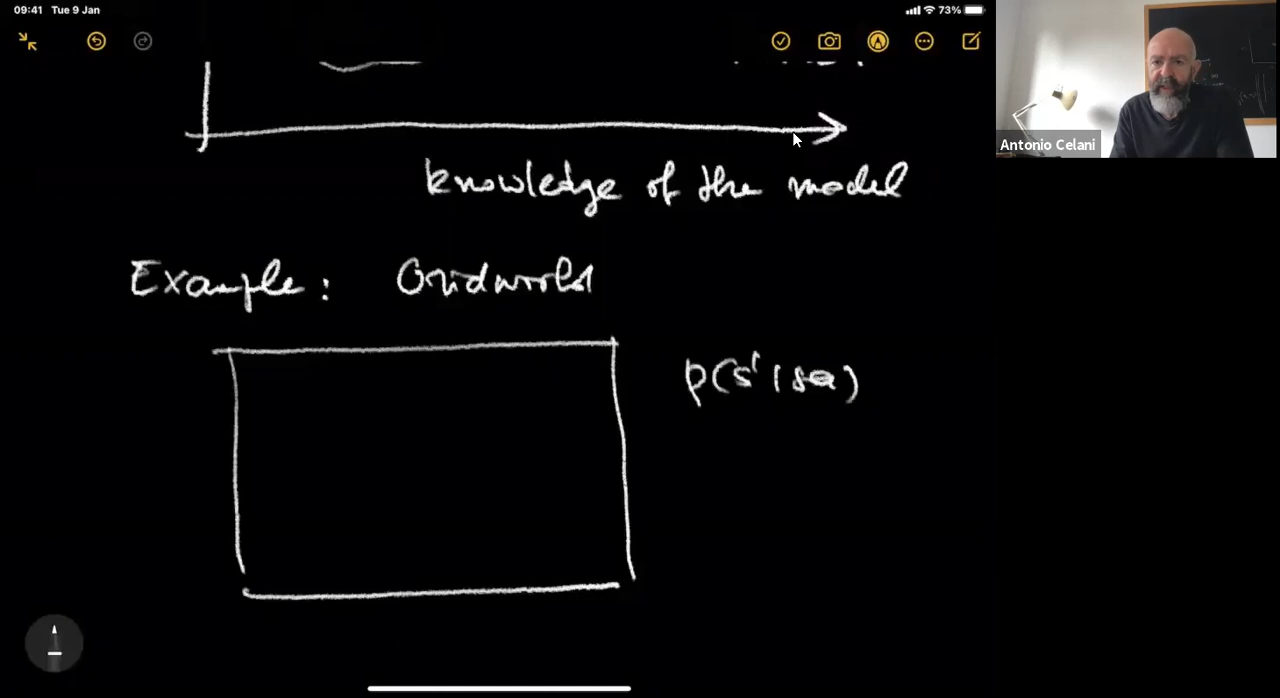 09:41 Tue 9 Jan 73%
Antonio Celani
knowledge of the model
Example: Gridworld
p(s'|sa)